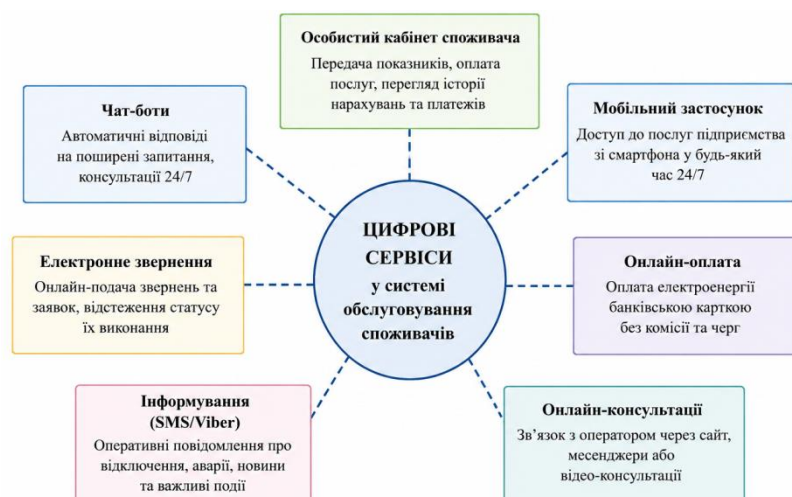 Особистий кабінет споживача
Передача показників, оплата
послуг, перегляд історії
нарахувань та платежів
Чат-боти
Автоматичні відповіді
на поширені запитання,
консультації 24/7
Мобільний застосунок
Доступ до послуг підприємства
зі смартфона у будь-який
час 24/7
ЦИФРОВІ
СЕРВІСИ
у системі
обслуговування
споживачів
Електронне звернення
Онлайн-подача звернень та
заявок, відстеження статусу
їх виконання
Онлайн-оплата
Оплата електроенергії
банківською карткою
без комісії та черг
Інформування
(SMS/Viber)
Оперативні повідомлення про
відключення, аварії, новини
та важливі події
Онлайн-консультації
Зв’язок з оператором через сайт,
месенджери або
відео-консультації